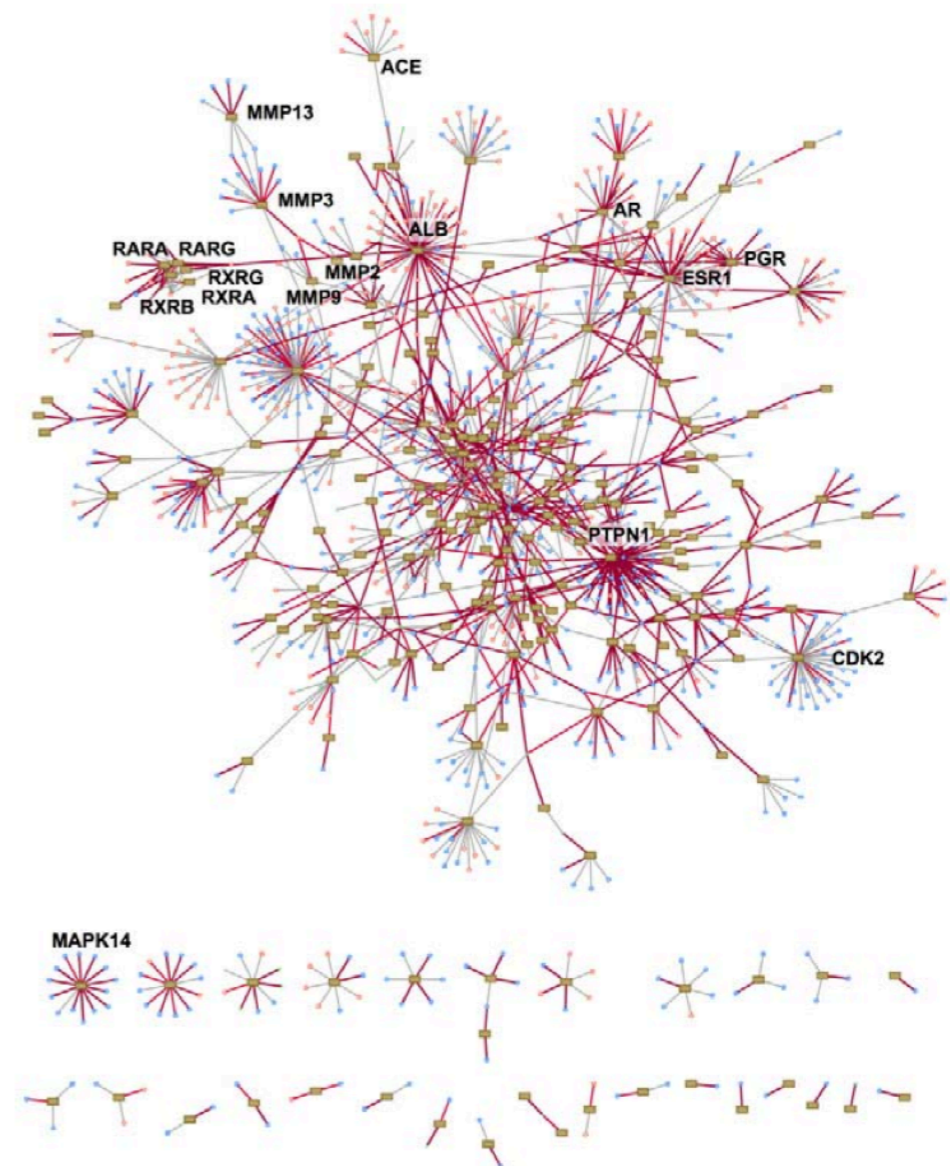 ACE
MMP13
MMP3
AR
ALB
RARA RARG
PGR
RXRG
MMP2
ESR1
RXRB
RXRA
MMP9
PTPN1
CDK2
MAPK14